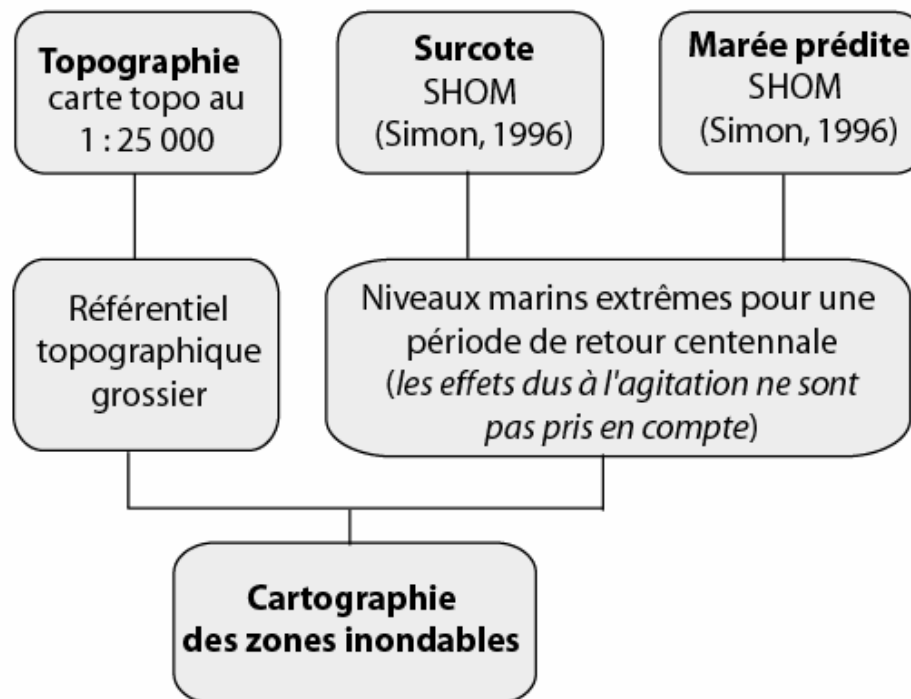 Topographie
carte topo au
1 : 25 000
Surcote
SHOM
(Simon, 1996)
Marée prédite
SHOM
(Simon, 1996)
Référentiel
topographique
grossier
Niveaux marins extrêmes pour une
période de retour centennale
(les effets dus à l'agitation ne sont
pas pris en compte)
Cartographie
des zones inondables